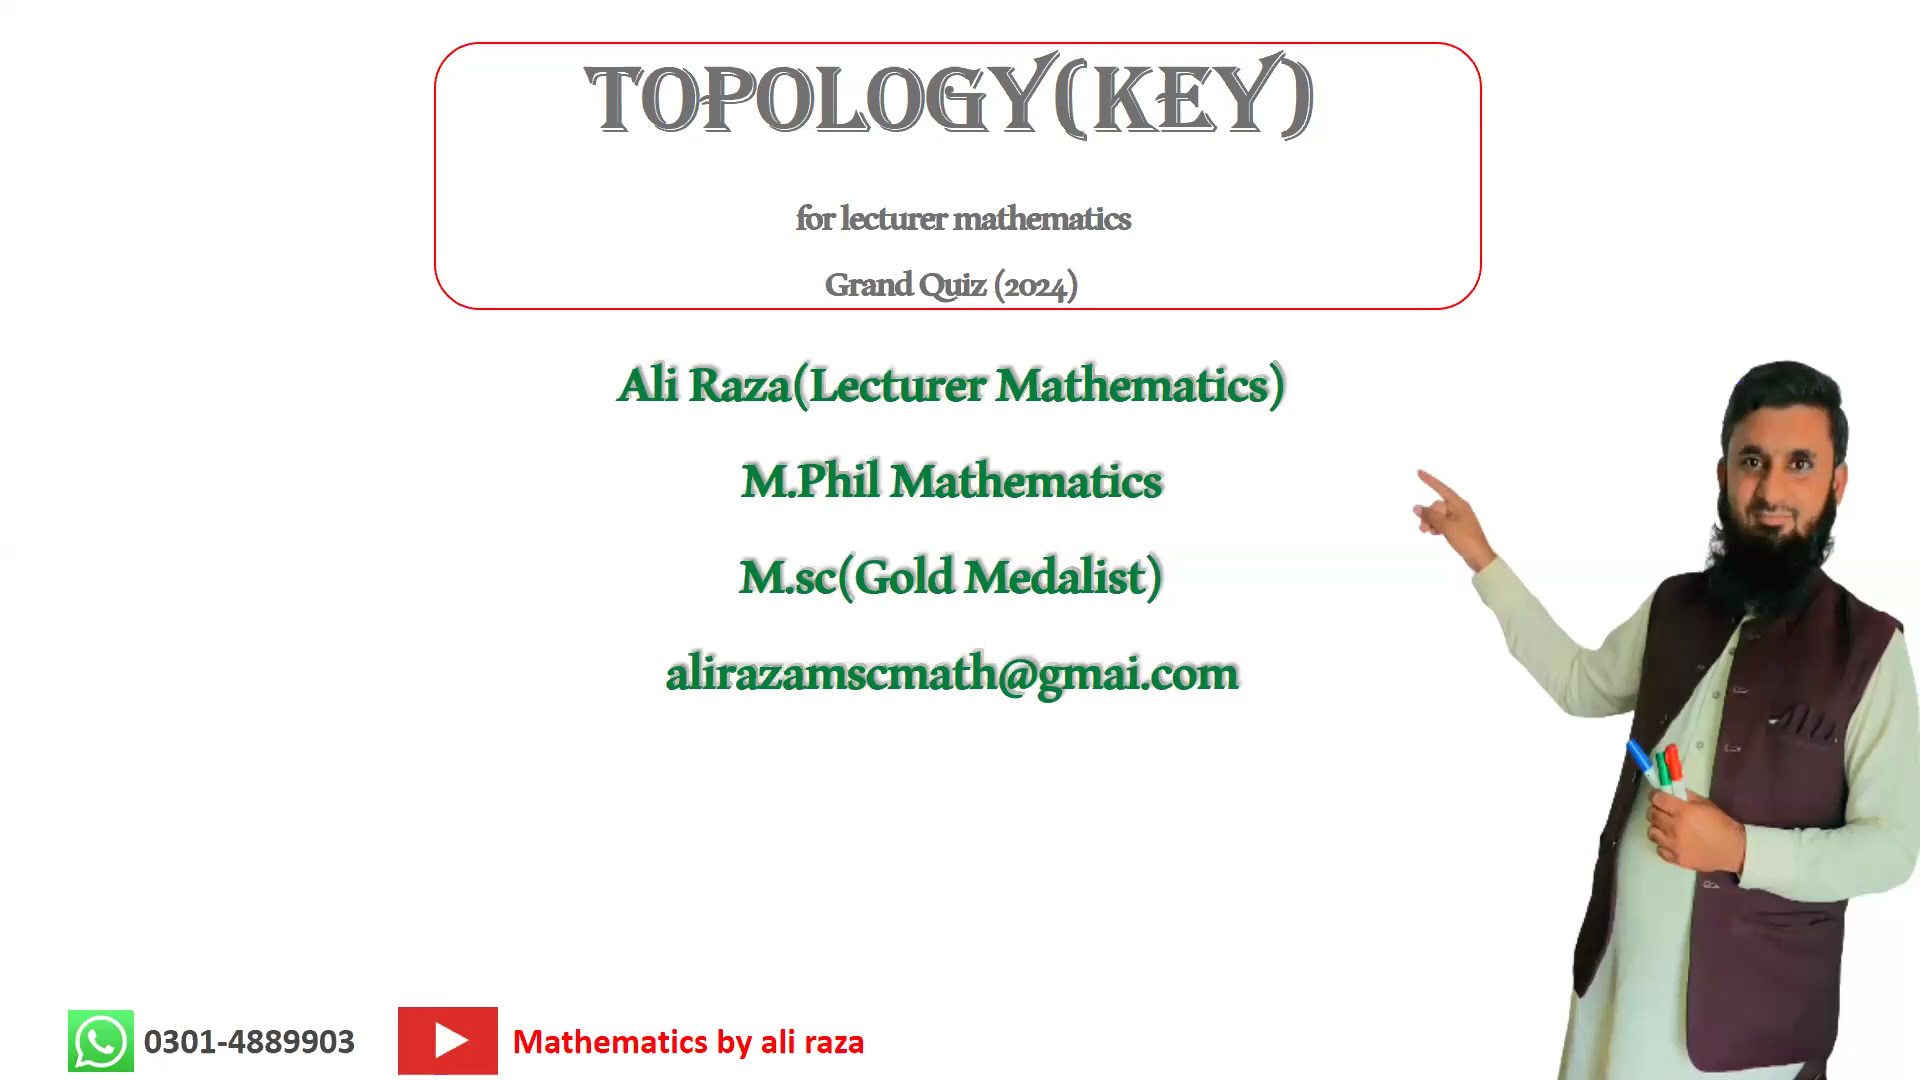 TOPOLOGY(KEY)
for lecturer mathematics
Grand Quiz (2024)
Ali Raza(Lecturer Mathematics)
M.Phil Mathematics
M.sc(Gold Medalist)
alirazamscmath@gmai.com
0301-4889903
Mathematics by ali raza